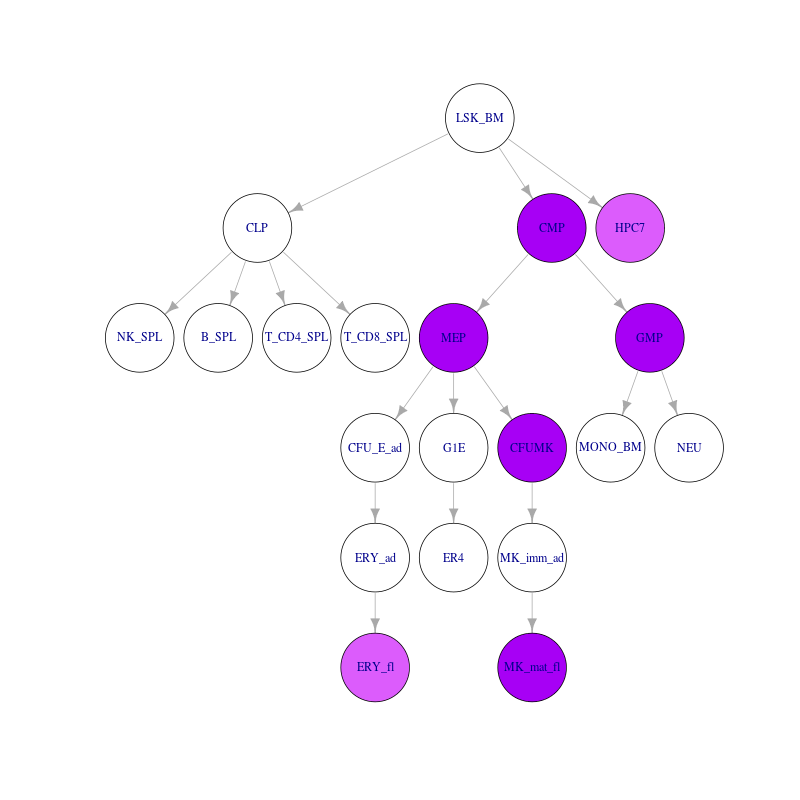 LSK_BM
CLP
CMP
HPC7
NK_SPL
B_SPL
T_CD4_SPL
T_CD8_SPL
MEP
GMP
CFU_E_ad
G1E
CFUMK
MONO_BM
NEU
ERY_ad
ER4
MK_imm_ad
ERY_fl
MK_mat_fl